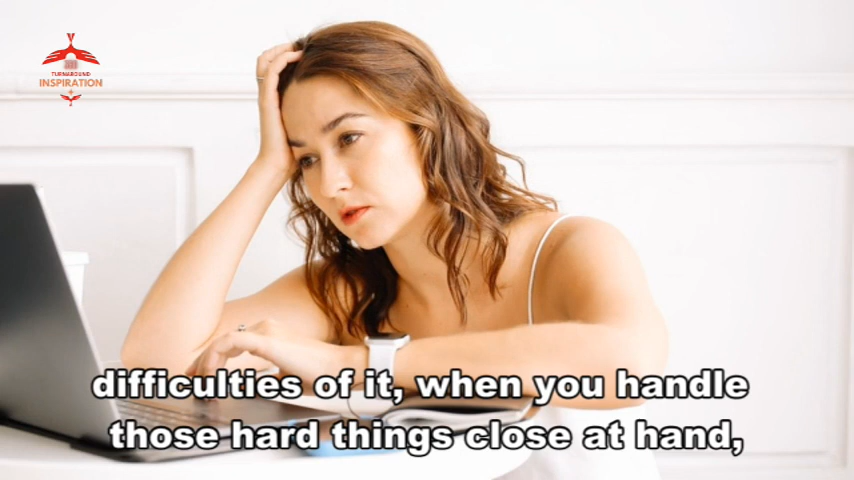 TURNAROUND
INSPIRATION
difficulties of it, when you handle
those hard things close at hand,